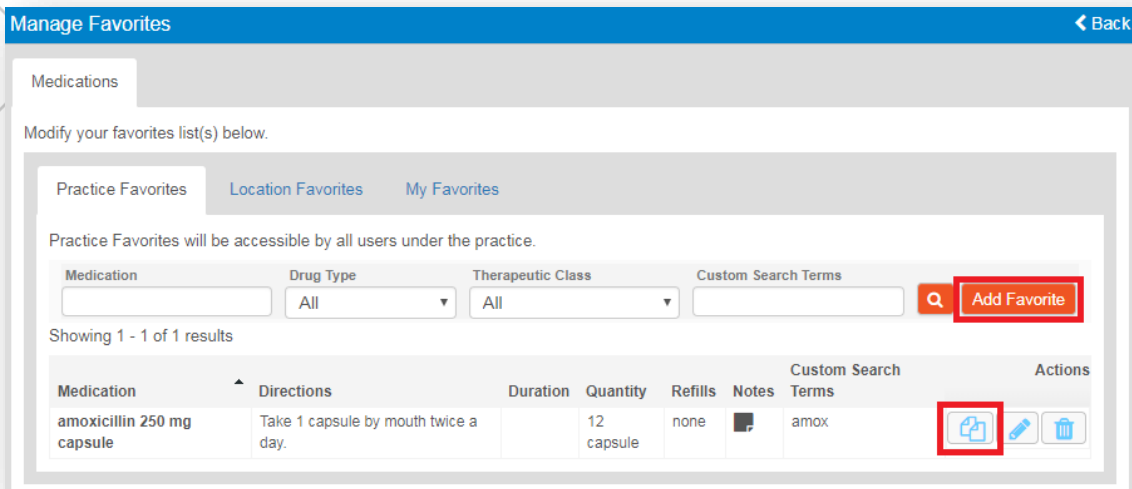 Manage Favorites
Back
Medications
Modify your favorites list(s) below.
Practice Favorites Location Favorites My Favorites
Practice Favorites will be accessible by all users under the practice.
Medication Drug Type Therapeutic Class Custom Search Terms
All All Add Favorite
Showing 1 - 1 of 1 results
Medication Directions Duration Quantity Refills Notes Custom Search Terms Actions
amoxicillin 250 mg Take 1 capsule by mouth twice a 12 none amox
capsule day. capsule